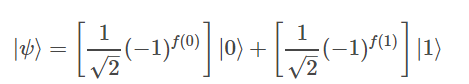 |ψ⟩ = [1/√2 (-1)^{f(0)}] |0⟩ + [1/√2 (-1)^{f(1)}] |1⟩